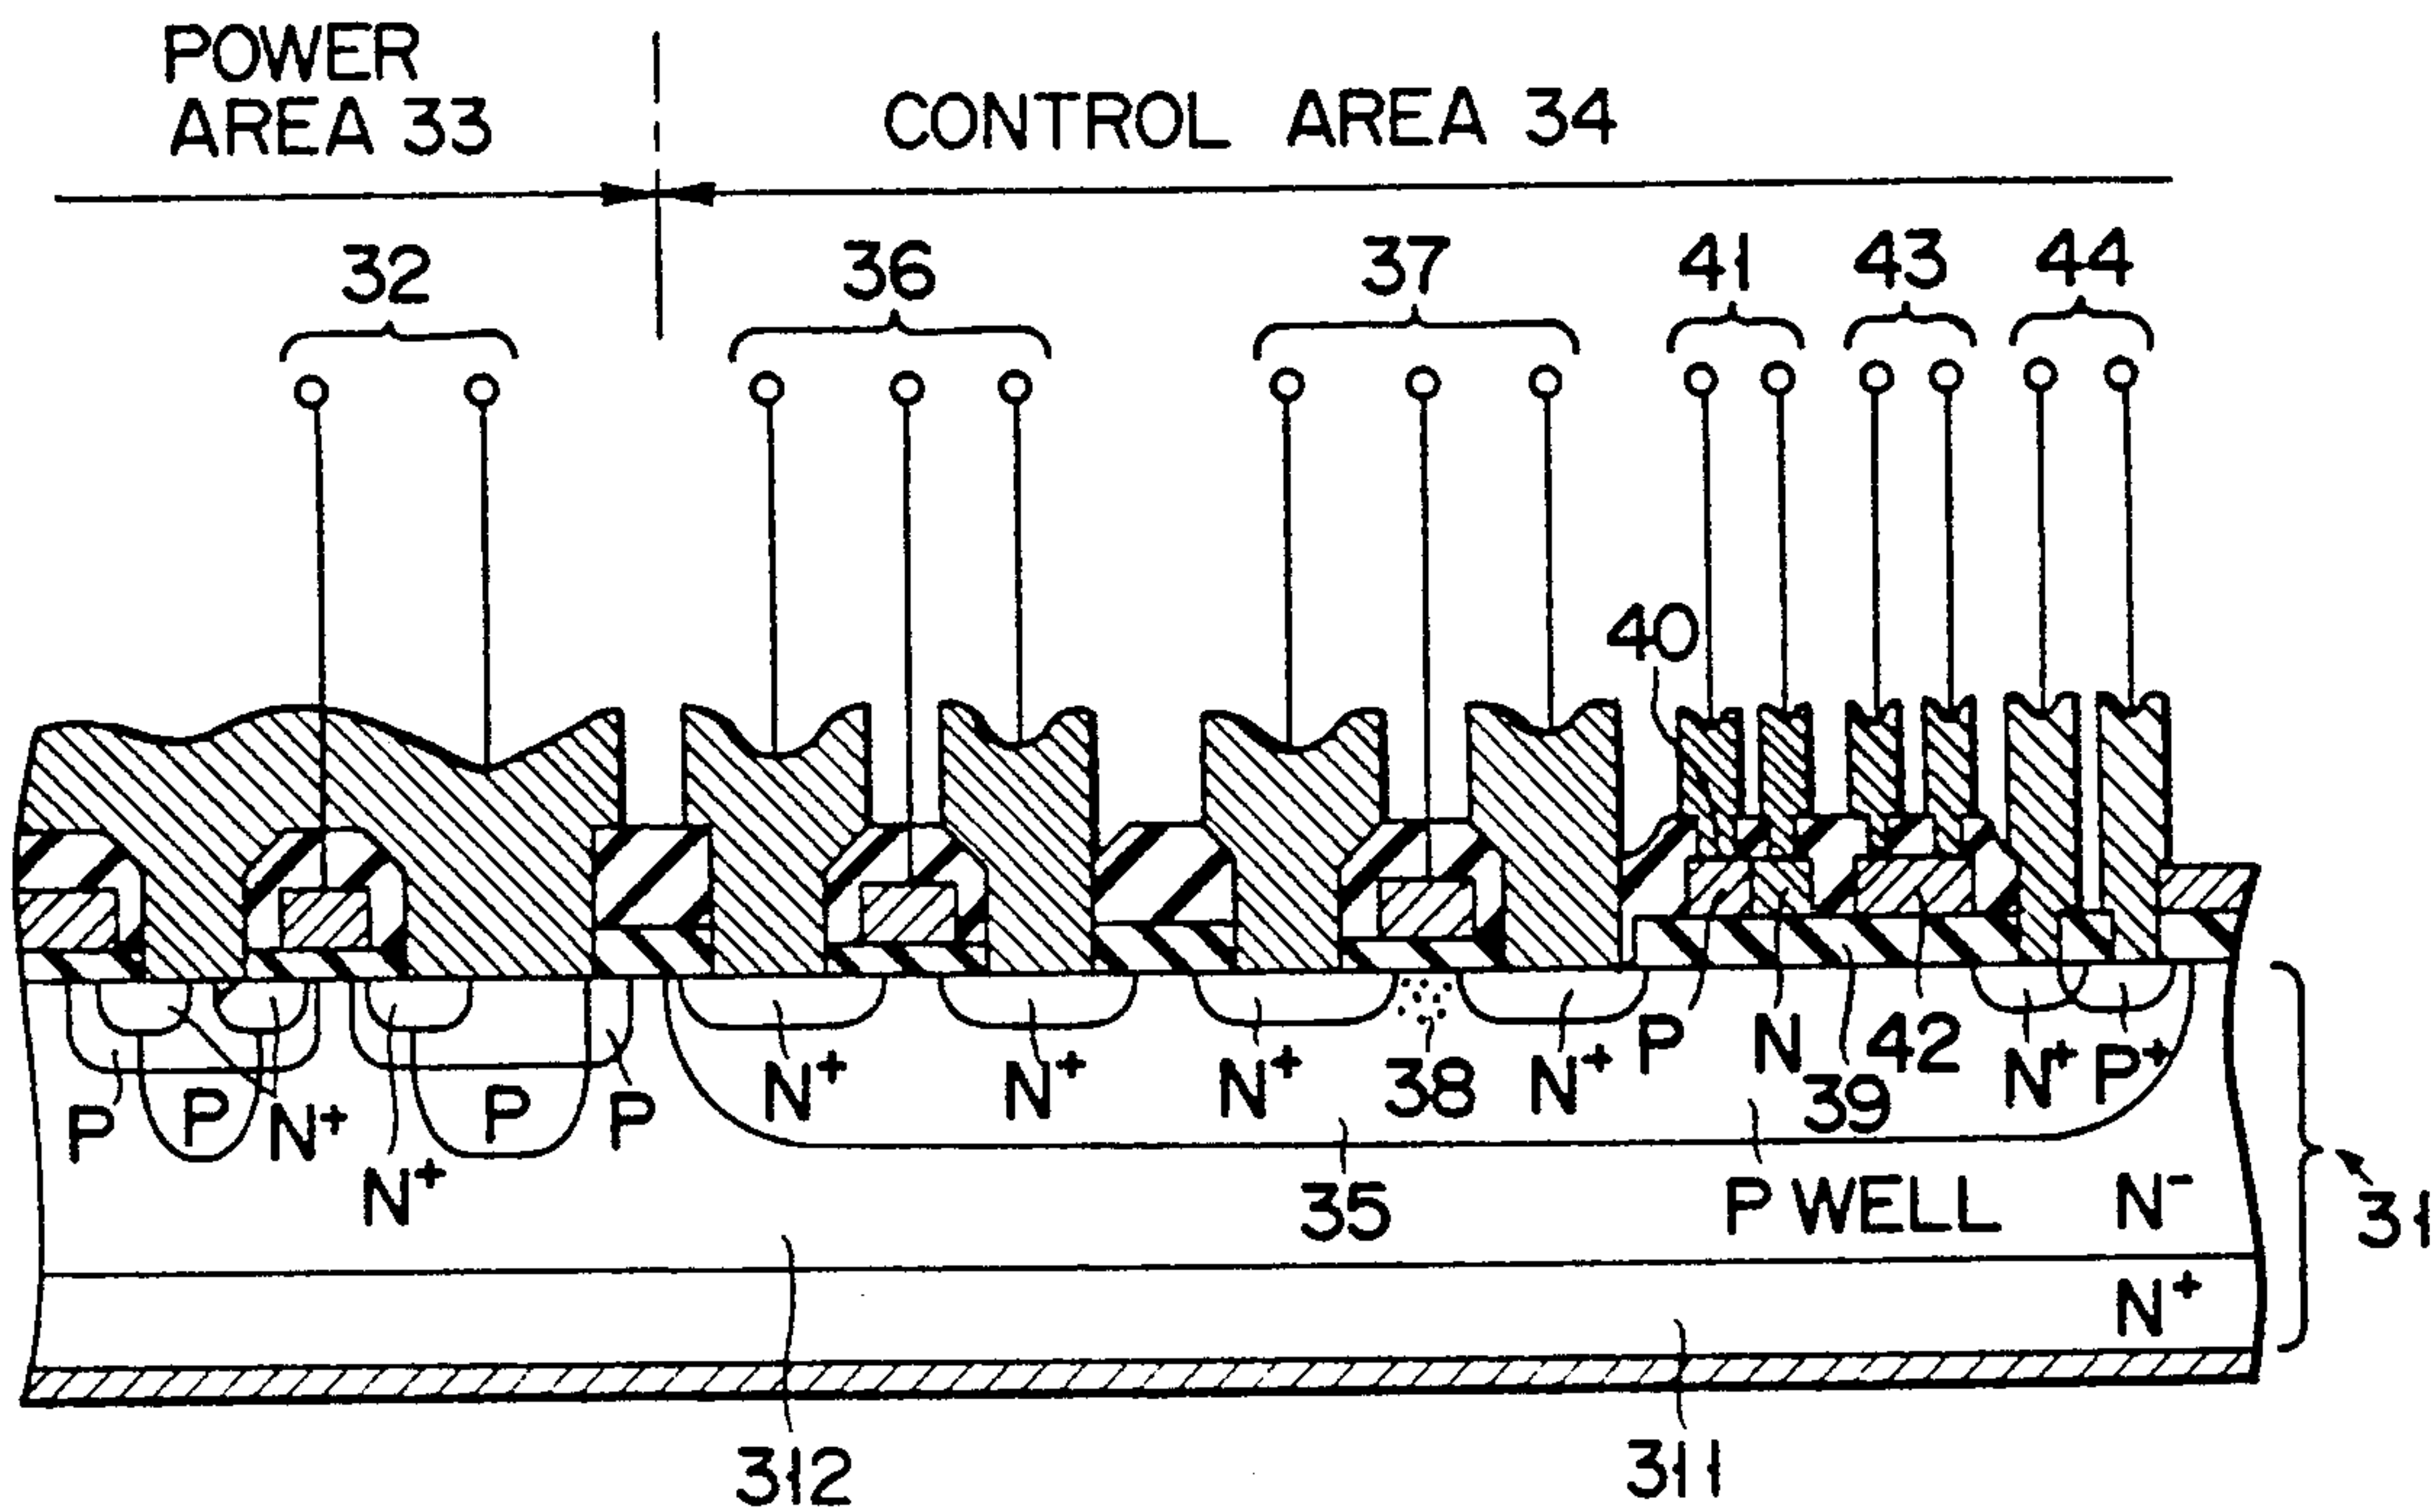 POWER
AREA 33
CONTROL AREA 34
32
36
37
41
43
44
40
P
P
N+
N+
P
P
N+
N+
N+
38
N+
P
N
39
42
N+
P+
35
P WELL
N-
31
N+
312
311